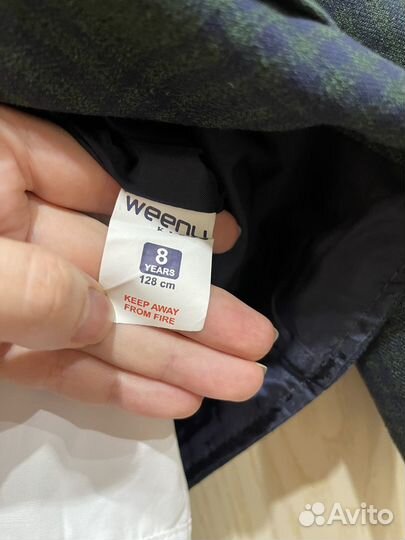 weenu
8
YEARS
128 cm
KEEP AWAY
FROM FIRE
Avito